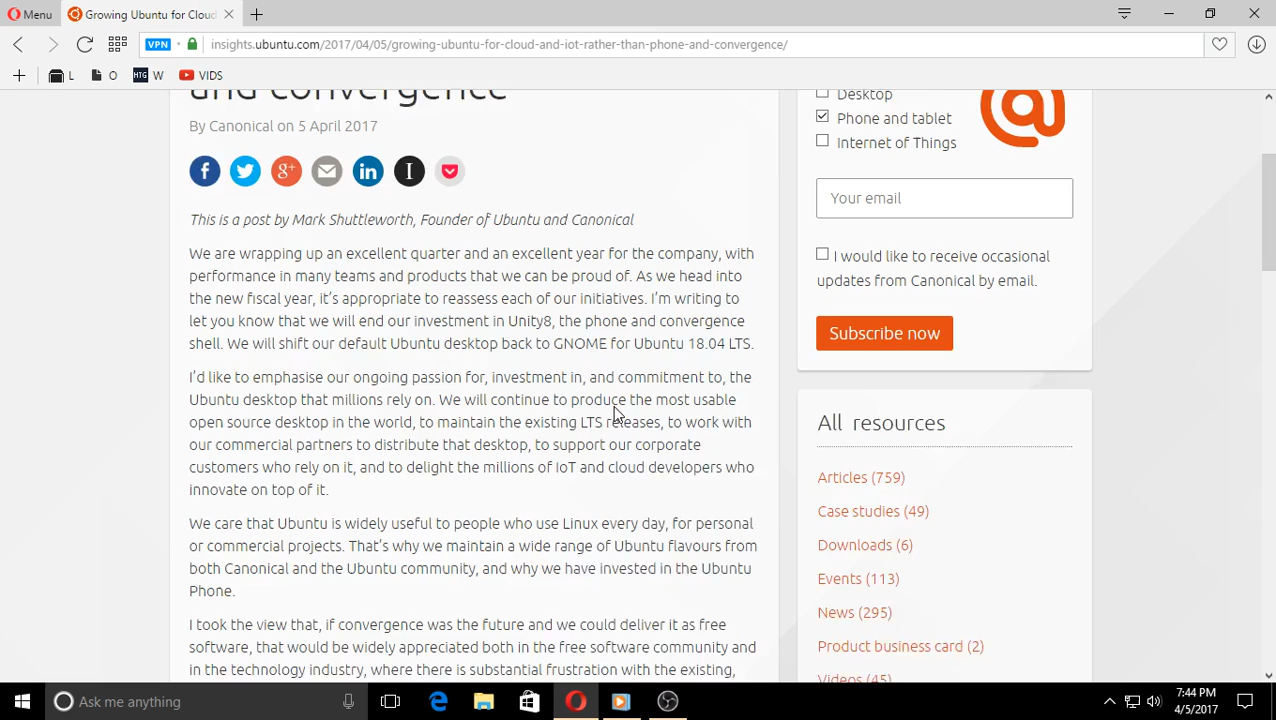 Menu
Growing Ubuntu for Cloud
VPN
insights.ubuntu.com/2017/04/05/growing-ubuntu-for-cloud-and-iot-rather-than-phone-and-convergence/
L
O
HTG W
VIDS
and convergence
By Canonical on 5 April 2017
This is a post by Mark Shuttleworth, Founder of Ubuntu and Canonical
We are wrapping up an excellent quarter and an excellent year for the company, with
performance in many teams and products that we can be proud of. As we head into
the new fiscal year, it's appropriate to reassess each of our initiatives. I'm writing to
let you know that we will end our investment in Unity8, the phone and convergence
shell. We will shift our default Ubuntu desktop back to GNOME for Ubuntu 18.04 LTS.
I'd like to emphasise our ongoing passion for, investment in, and commitment to, the
Ubuntu desktop that millions rely on. We will continue to produce the most usable
open source desktop in the world, to maintain the existing LTS releases, to work with
our commercial partners to distribute that desktop, to support our corporate
customers who rely on it, and to delight the millions of IoT and cloud developers who
innovate on top of it.
We care that Ubuntu is widely useful to people who use Linux every day, for personal
or commercial projects. That's why we maintain a wide range of Ubuntu flavours from
both Canonical and the Ubuntu community, and why we have invested in the Ubuntu
Phone.
I took the view that, if convergence was the future and we could deliver it as free
software, that would be widely appreciated both in the free software community and
in the technology industry, where there is substantial frustration with the existing,
Desktop
Phone and tablet
Internet of Things
Your email
I would like to receive occasional
updates from Canonical by email.
Subscribe now
All resources
Articles (759)
Case studies (49)
Downloads (6)
Events (113)
News (295)
Product business card (2)
Videos (45)
Ask me anything
7:44 PM
4/5/2017